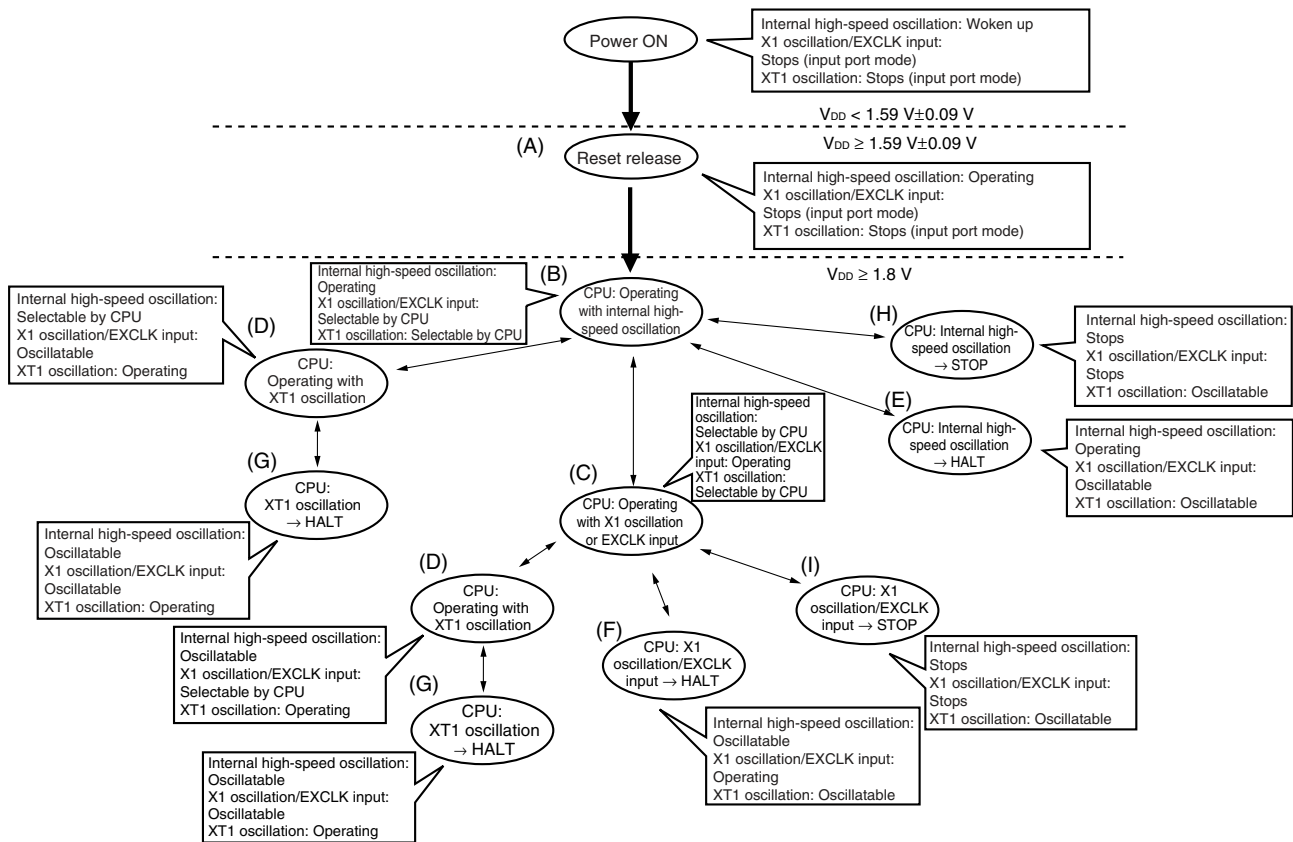 Power ON
Internal high-speed oscillation: Woken up
X1 oscillation/EXCLK input:
Stops (input port mode)
XT1 oscillation: Stops (input port mode)
VDD < 1.59 V±0.09 V
VDD ≥ 1.59 V±0.09 V
(A)
Reset release
Internal high-speed oscillation: Operating
X1 oscillation/EXCLK input:
Stops (input port mode)
XT1 oscillation: Stops (input port mode)
VDD ≥ 1.8 V
(B)
Internal high-speed oscillation:
Operating
X1 oscillation/EXCLK input:
Selectable by CPU
XT1 oscillation: Selectable by CPU
CPU: Operating
with internal high-
speed oscillation
Internal high-speed oscillation:
Selectable by CPU
X1 oscillation/EXCLK input:
Oscillatable
XT1 oscillation: Operating
(D)
CPU:
Operating with
XT1 oscillation
(H)
CPU: Internal high-
speed oscillation
→ STOP
Internal high-speed oscillation:
Stops
X1 oscillation/EXCLK input:
Stops
XT1 oscillation: Oscillatable
(E)
CPU: Internal high-
speed oscillation
→ HALT
Internal high-speed oscillation:
Operating
X1 oscillation/EXCLK input:
Oscillatable
XT1 oscillation: Oscillatable
Internal high-speed
oscillation:
Selectable by CPU
X1 oscillation/EXCLK
input: Operating
XT1 oscillation:
Selectable by CPU
(G)
CPU:
XT1 oscillation
→ HALT
Internal high-speed oscillation:
Oscillatable
X1 oscillation/EXCLK input:
Oscillatable
XT1 oscillation: Operating
(C)
CPU: Operating
with X1 oscillation
or EXCLK input
(D)
CPU:
Operating with
XT1 oscillation
Internal high-speed oscillation:
Oscillatable
X1 oscillation/EXCLK input:
Selectable by CPU
XT1 oscillation: Operating
(I)
CPU: X1
oscillation/EXCLK
input → STOP
Internal high-speed oscillation:
Stops
X1 oscillation/EXCLK input:
Stops
XT1 oscillation: Oscillatable
(F)
CPU: X1
oscillation/EXCLK
input → HALT
Internal high-speed oscillation:
Oscillatable
X1 oscillation/EXCLK input:
Operating
XT1 oscillation: Oscillatable
(G)
CPU:
XT1 oscillation
→ HALT
Internal high-speed oscillation:
Oscillatable
X1 oscillation/EXCLK input:
Oscillatable
XT1 oscillation: Operating